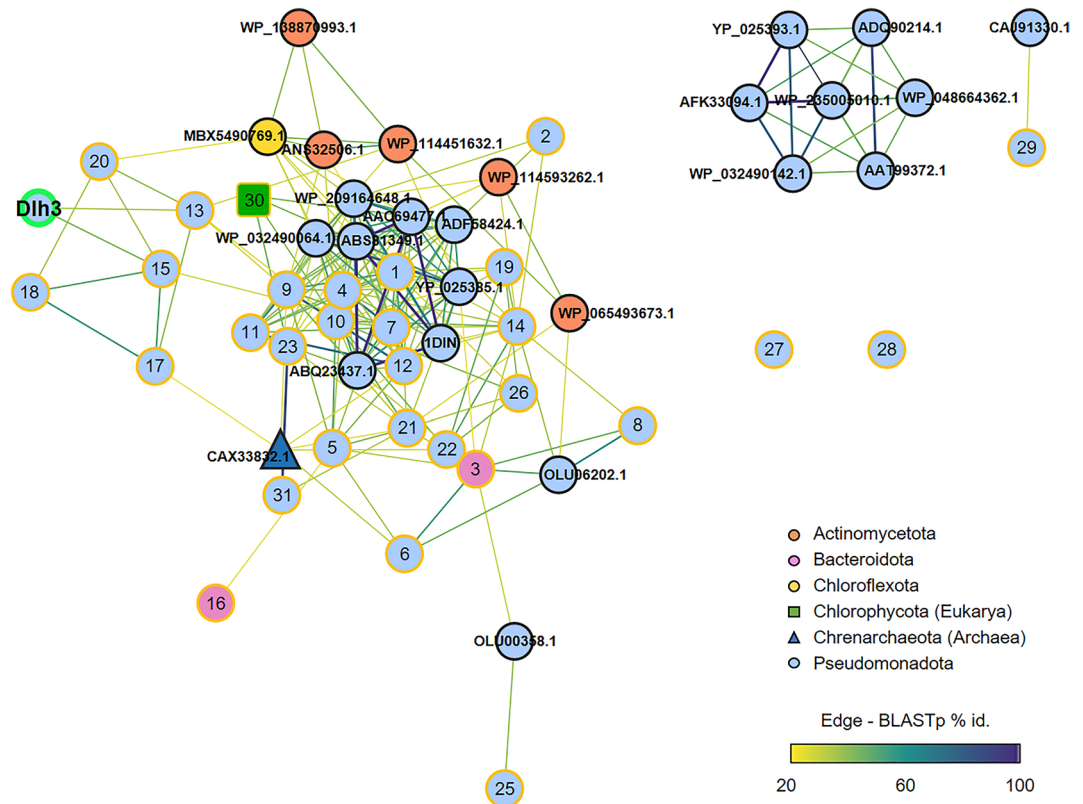 WP_138870993.1
YP_025393.1
ADQ90214.1
CAJ91330.1
AFK33094.1
WP_235005010.1
WP_048664362.1
MBX5490769.1
ANS32506.1
WP_114451632.1
2
29
20
WP_114593262.1
WP_032490142.1
AAT99372.1
30
WP_209164648.1
Dlh3
13
AAC69477.1
ADF58424.1
WP_032490064.1
ABS81349.1
15
1
19
18
9
4
YP_025385.1
WP_065493673.1
11
10
7
14
23
1DIN
27
28
17
ABQ23437.1
12
26
21
8
5
22
CAX33832.1
3
OLU06202.1
31
6
16
OLU00358.1
25
Actinomycetota
Bacteroidota
Chloroflexota
Chlorophycota (Eukarya)
Chrenarchaeota (Archaea)
Pseudomonadota
Edge - BLASTp % id.
20 60 100